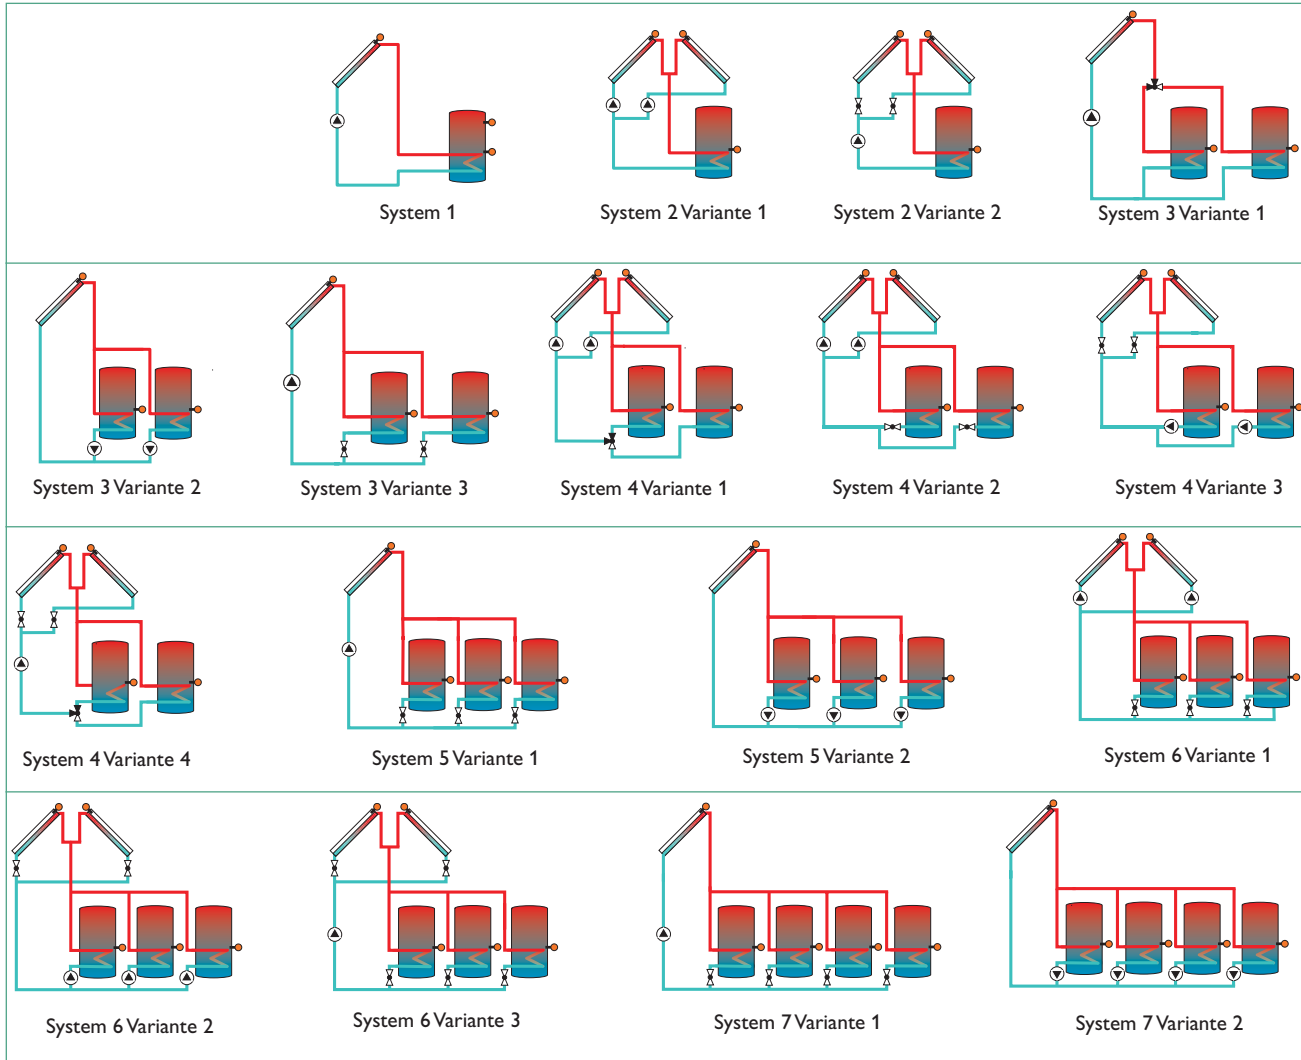 System 1
System 2 Variante 1
System 2 Variante 2
System 3 Variante 1
System 3 Variante 2
System 3 Variante 3
System 4 Variante 1
System 4 Variante 2
System 4 Variante 3
System 4 Variante 4
System 5 Variante 1
System 5 Variante 2
System 6 Variante 1
System 6 Variante 2
System 6 Variante 3
System 7 Variante 1
System 7 Variante 2